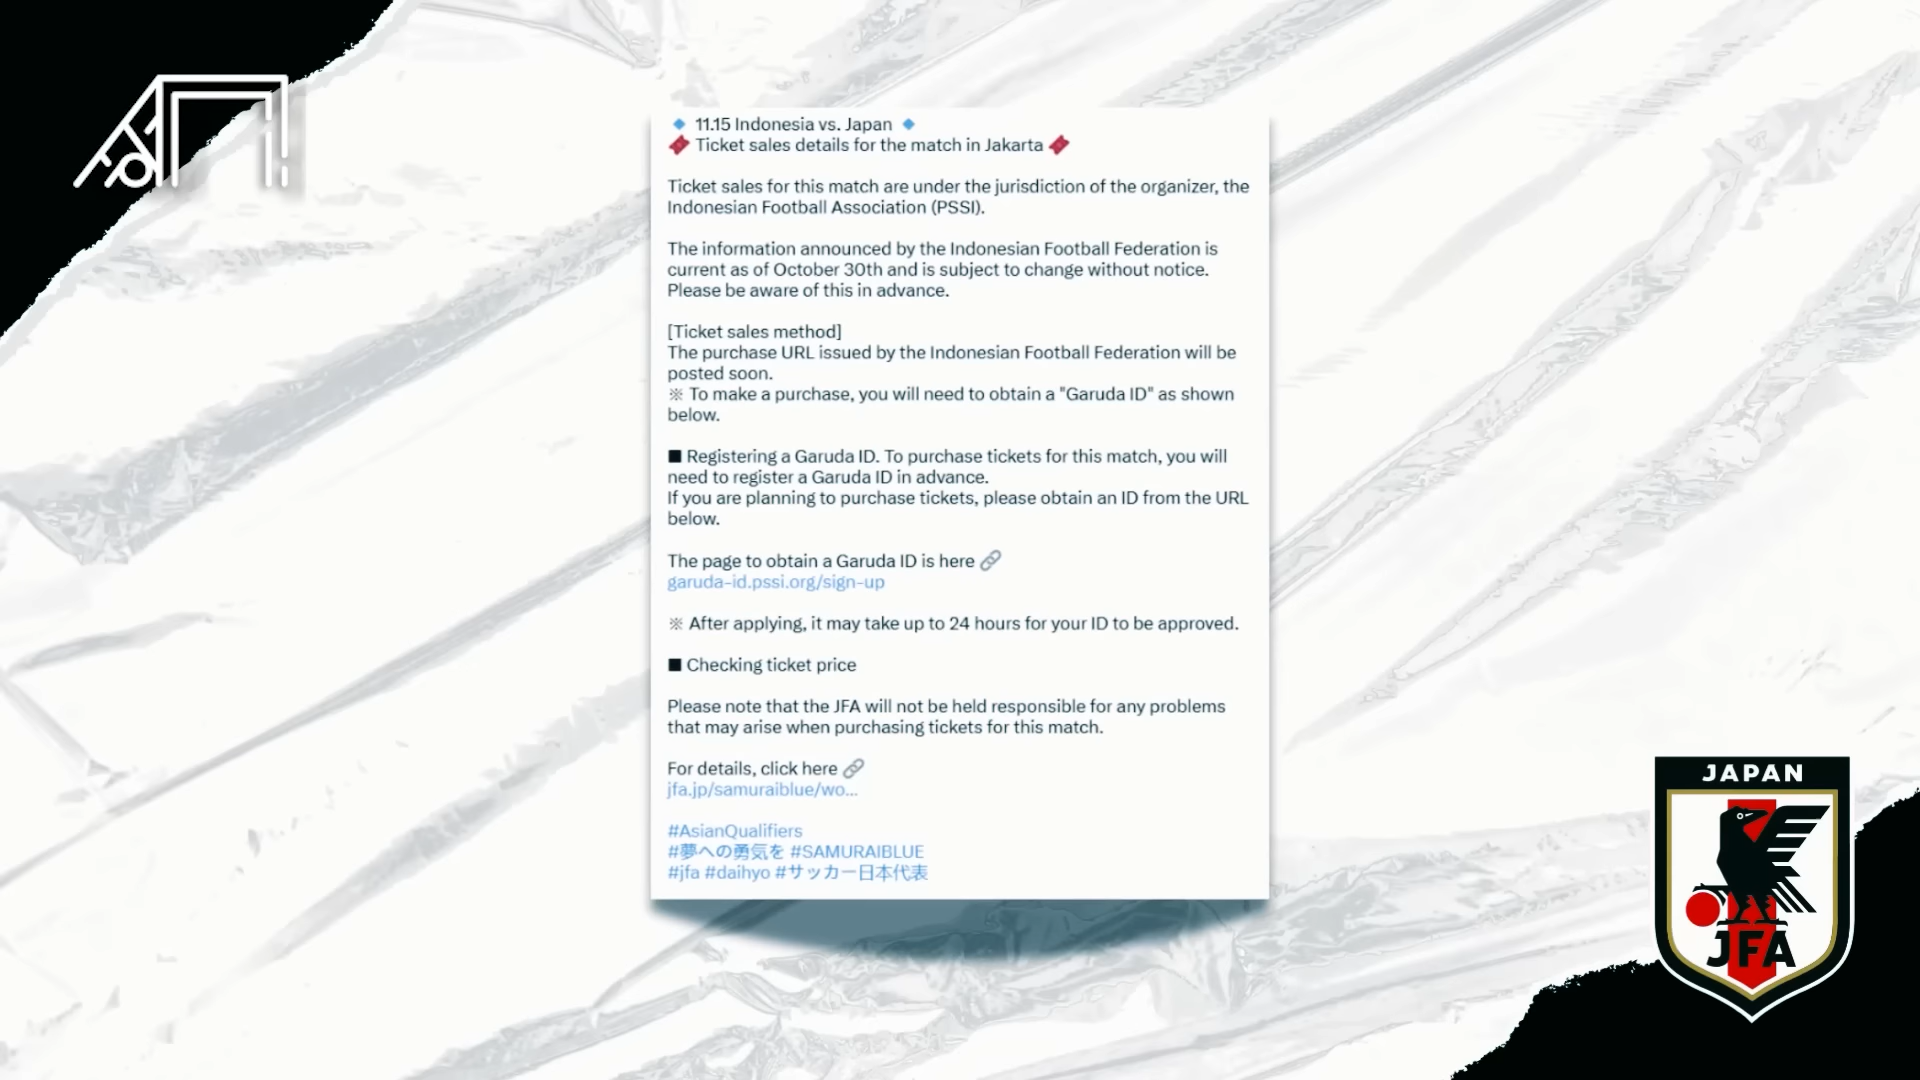 11.15 Indonesia vs. Japan
Ticket sales details for the match in Jakarta
Ticket sales for this match are under the jurisdiction of the organizer, the
Indonesian Football Association (PSSI).
The information announced by the Indonesian Football Federation is
current as of October 30th and is subject to change without notice.
Please be aware of this in advance.
[Ticket sales method]
The purchase URL issued by the Indonesian Football Federation will be
posted soon.
※ To make a purchase, you will need to obtain a "Garuda ID" as shown
below.
■ Registering a Garuda ID. To purchase tickets for this match, you will
need to register a Garuda ID in advance.
If you are planning to purchase tickets, please obtain an ID from the URL
below.
The page to obtain a Garuda ID is here
garuda-id.pssi.org/sign-up
※ After applying, it may take up to 24 hours for your ID to be approved.
■ Checking ticket price
Please note that the JFA will not be held responsible for any problems
that may arise when purchasing tickets for this match.
For details, click here
jfa.jp/samuraiblue/wo...
#AsianQualifiers
#夢への勇気を #SAMURAIBLUE
#jfa #daihyo #サッカー日本代表
JAPAN
JFA